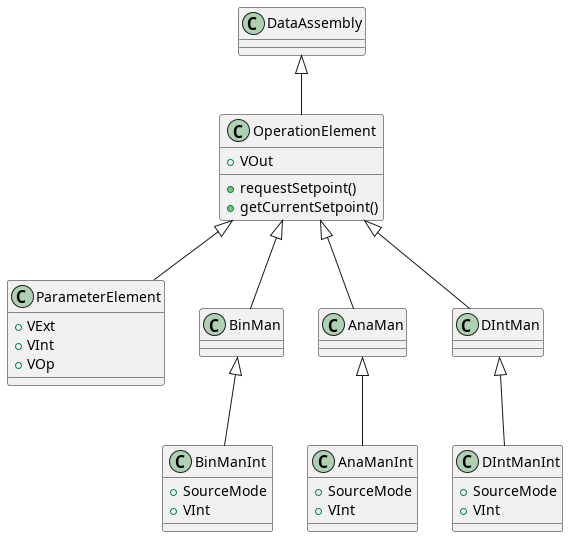 C DataAssembly
C OperationElement
VOut
requestSetpoint()
getCurrentSetpoint()
C ParameterElement
VExt
VInt
VOp
C BinMan
C AnaMan
C DIntMan
C BinManInt
SourceMode
VInt
C AnaManInt
SourceMode
VInt
C DIntManInt
SourceMode
VInt